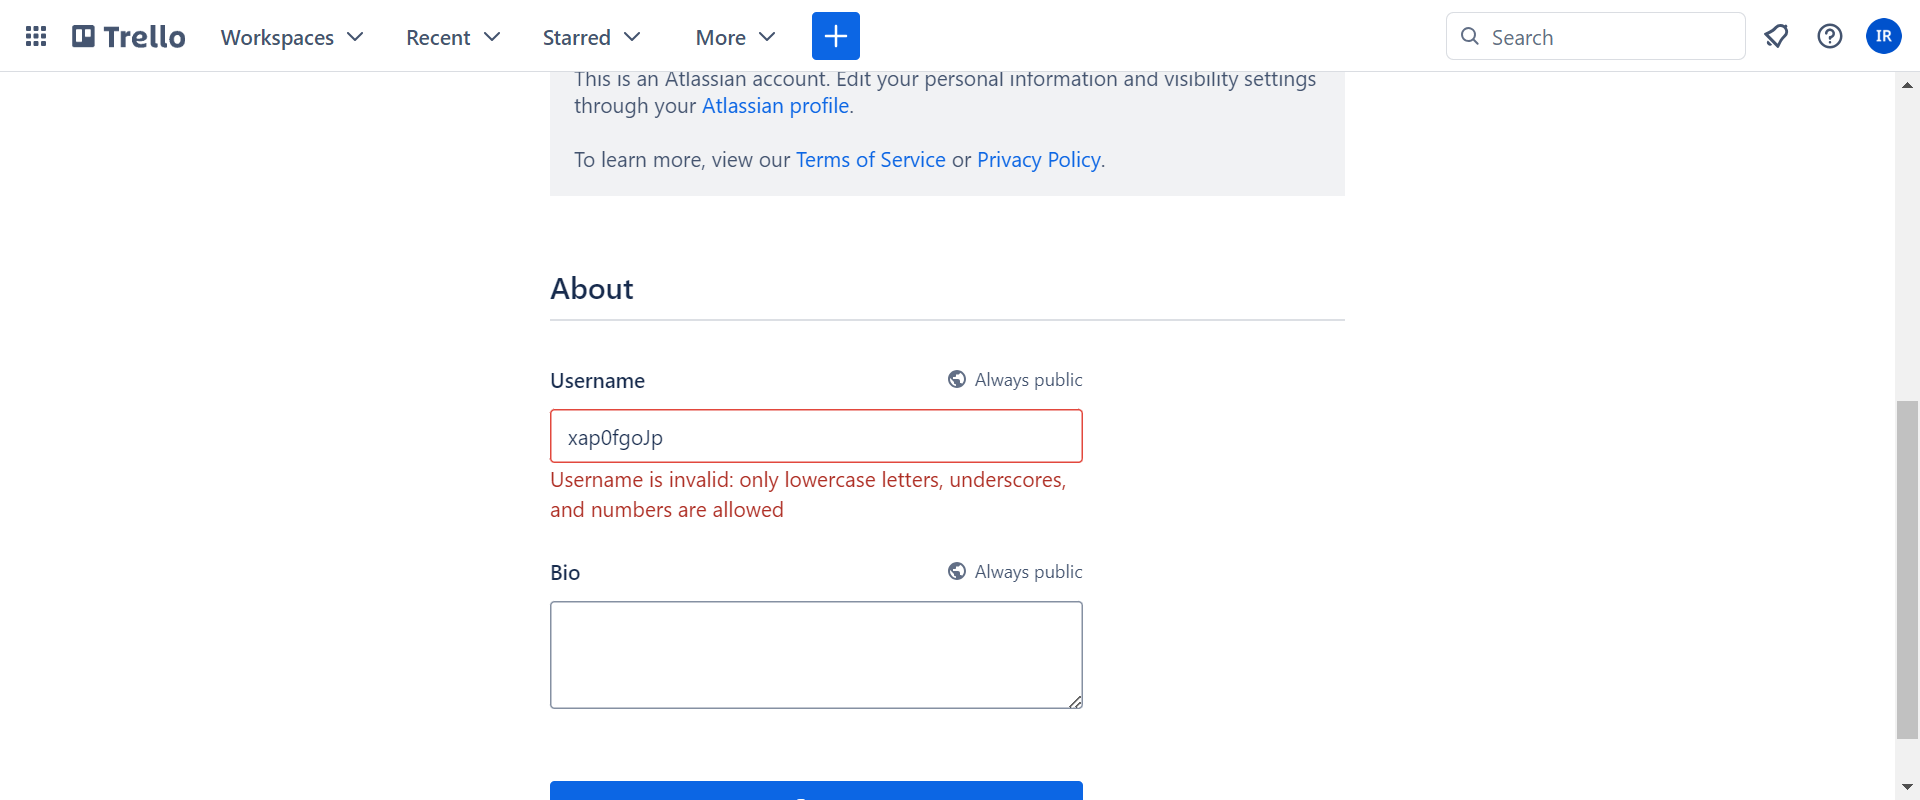 Trello
Workspaces
Recent
Starred
More
Search
IR
This is an Atlassian account. Edit your personal information and visibility settings
through your Atlassian profile.
To learn more, view our Terms of Service or Privacy Policy.
About
Username
Always public
xap0fgoJp
Username is invalid: only lowercase letters, underscores,
and numbers are allowed
Bio
Always public